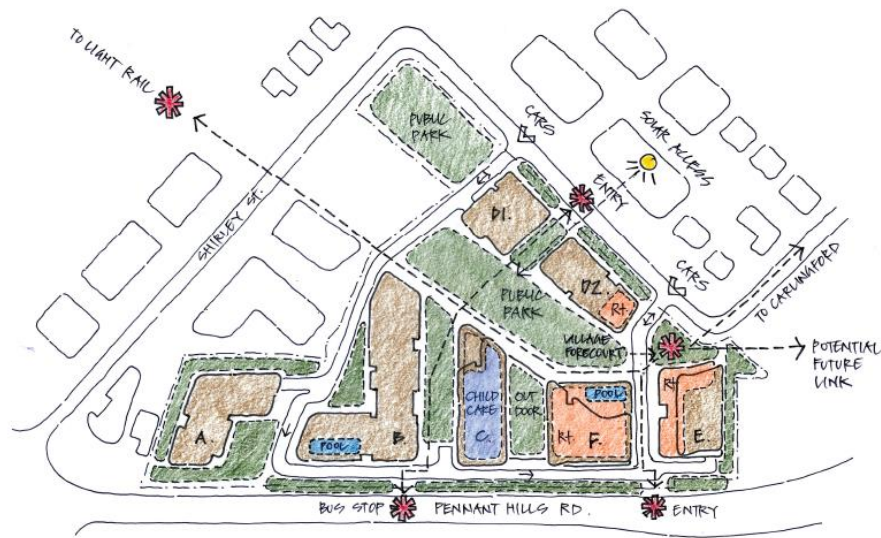 TO LIGHT RAIL
PUBLIC
PARK
CARS
SOLAR ACCESS
ENTRY
SHIRLEY ST.
D1.
D2.
Rt.
CARS
TO CARLINGFORD
PUBLIC
PARK
VILLAGE
FORECOURT
POTENTIAL
FUTURE
LINK
CHILD
CARE
C.
OUT
DOOR
POOL
Rt.
F.
Rt.
E.
A.
POOL
B
BUS STOP
PENNANT HILLS RD.
ENTRY